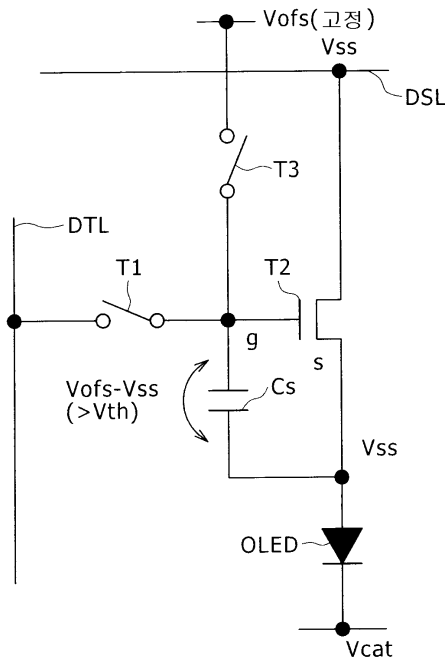 Vofs(고정)
Vss
DSL
T3
DTL
T1
T2
g
s
Vofs-Vss
(>Vth)
Cs
Vss
OLED
Vcat